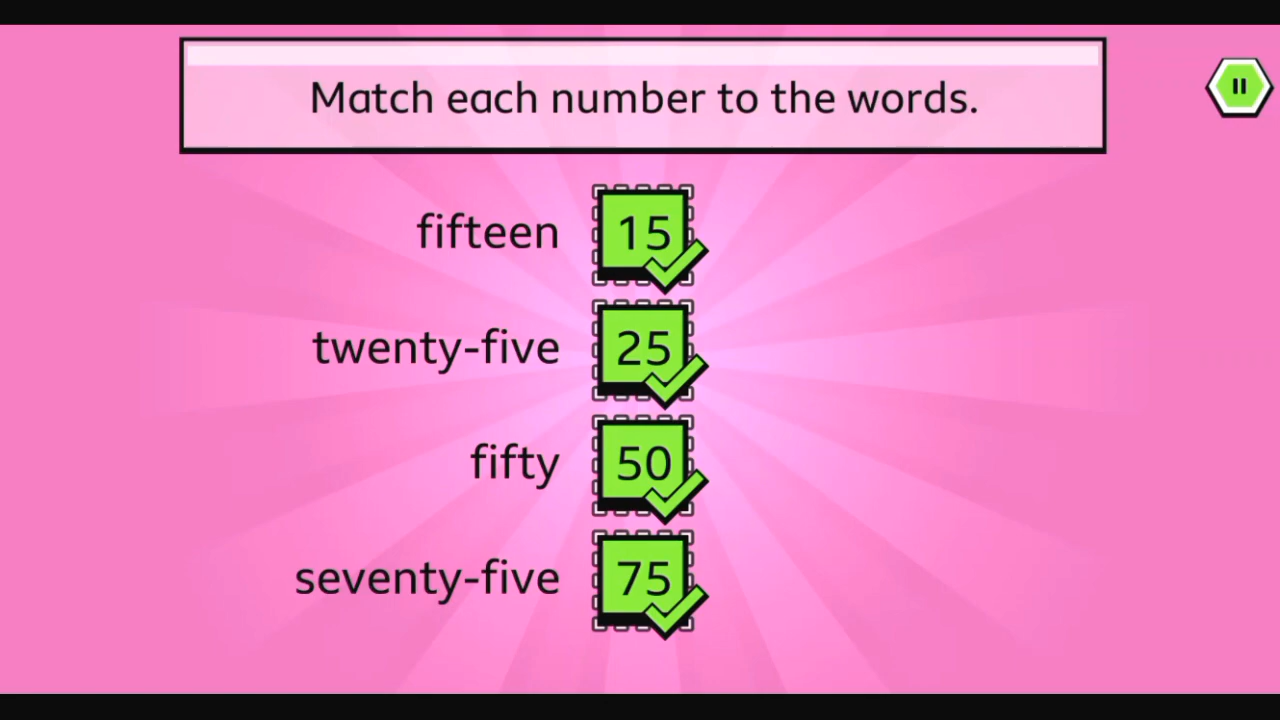 Match each number to the words.
fifteen 15
twenty-five 25
fifty 50
seventy-five 75